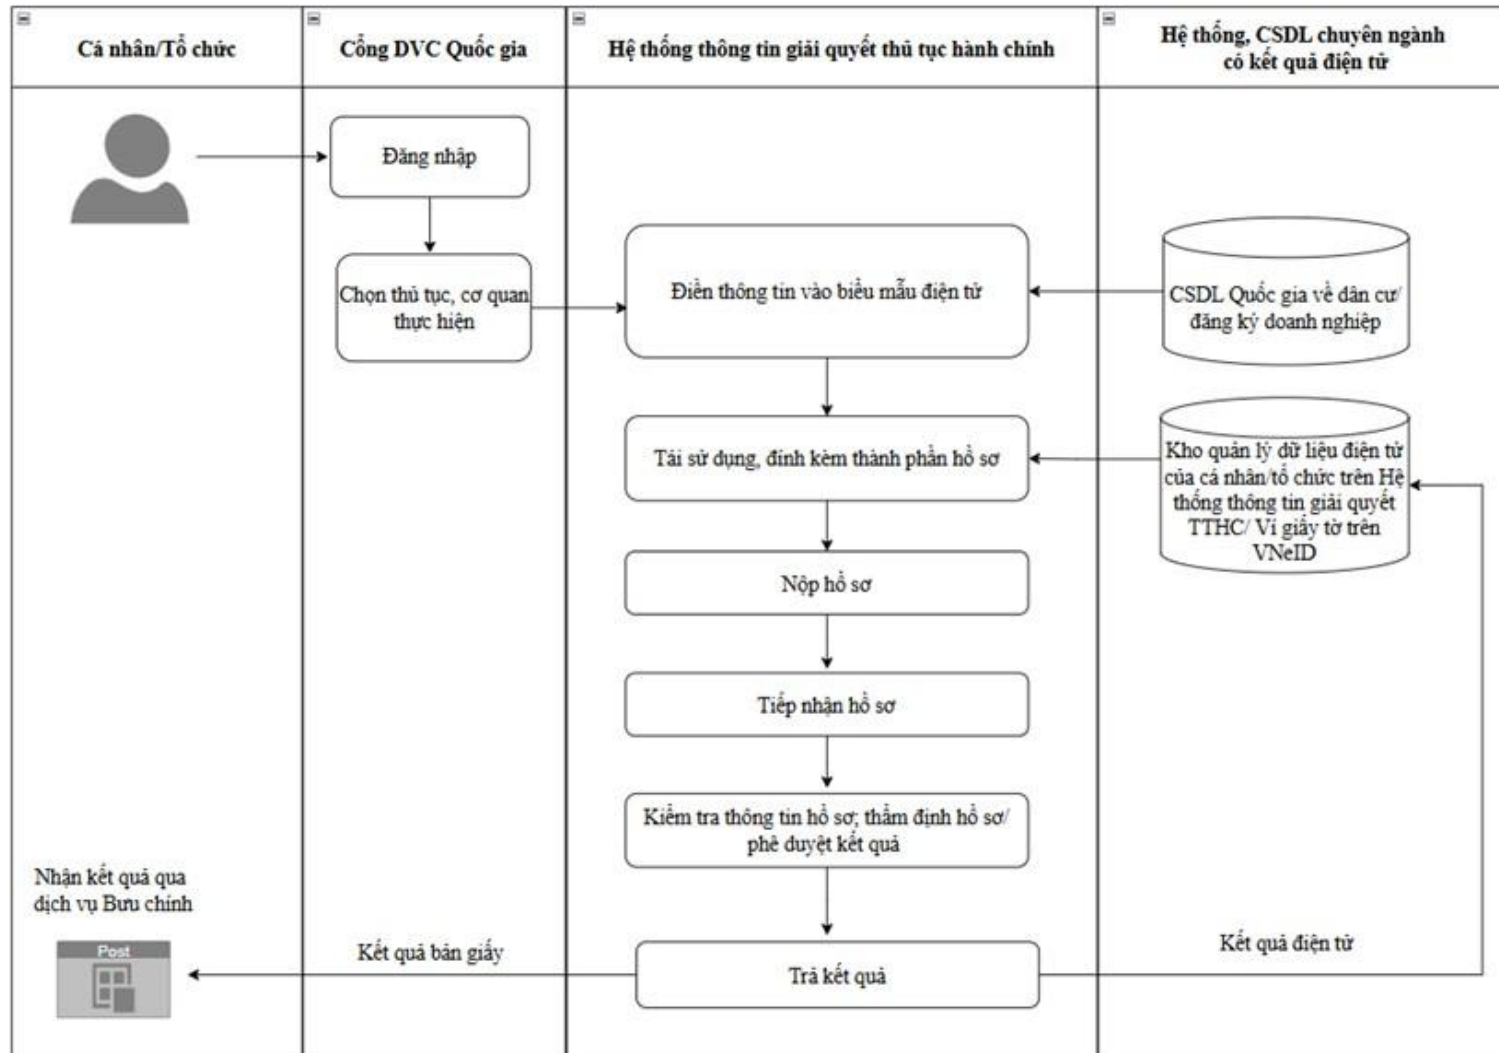 Cá nhân/Tổ chức
Cổng DVC Quốc gia
Hệ thống thông tin giải quyết thủ tục hành chính
Hệ thống, CSDL chuyên ngành
có kết quả điện tử
Đăng nhập
Chọn thủ tục, cơ quan
thực hiện
Điền thông tin vào biểu mẫu điện tử
CSDL Quốc gia về dân cư/
đăng ký doanh nghiệp
Tái sử dụng, đính kèm thành phần hồ sơ
Kho quản lý dữ liệu điện tử
của cá nhân/tổ chức trên Hệ
thống thông tin giải quyết
TTHC/ Ví giấy tờ trên
VNeID
Nộp hồ sơ
Tiếp nhận hồ sơ
Kiểm tra thông tin hồ sơ; thẩm định hồ sơ/
phê duyệt kết quả
Nhận kết quả qua
dịch vụ Bưu chính
Post
Kết quả bản giấy
Trả kết quả
Kết quả điện tử